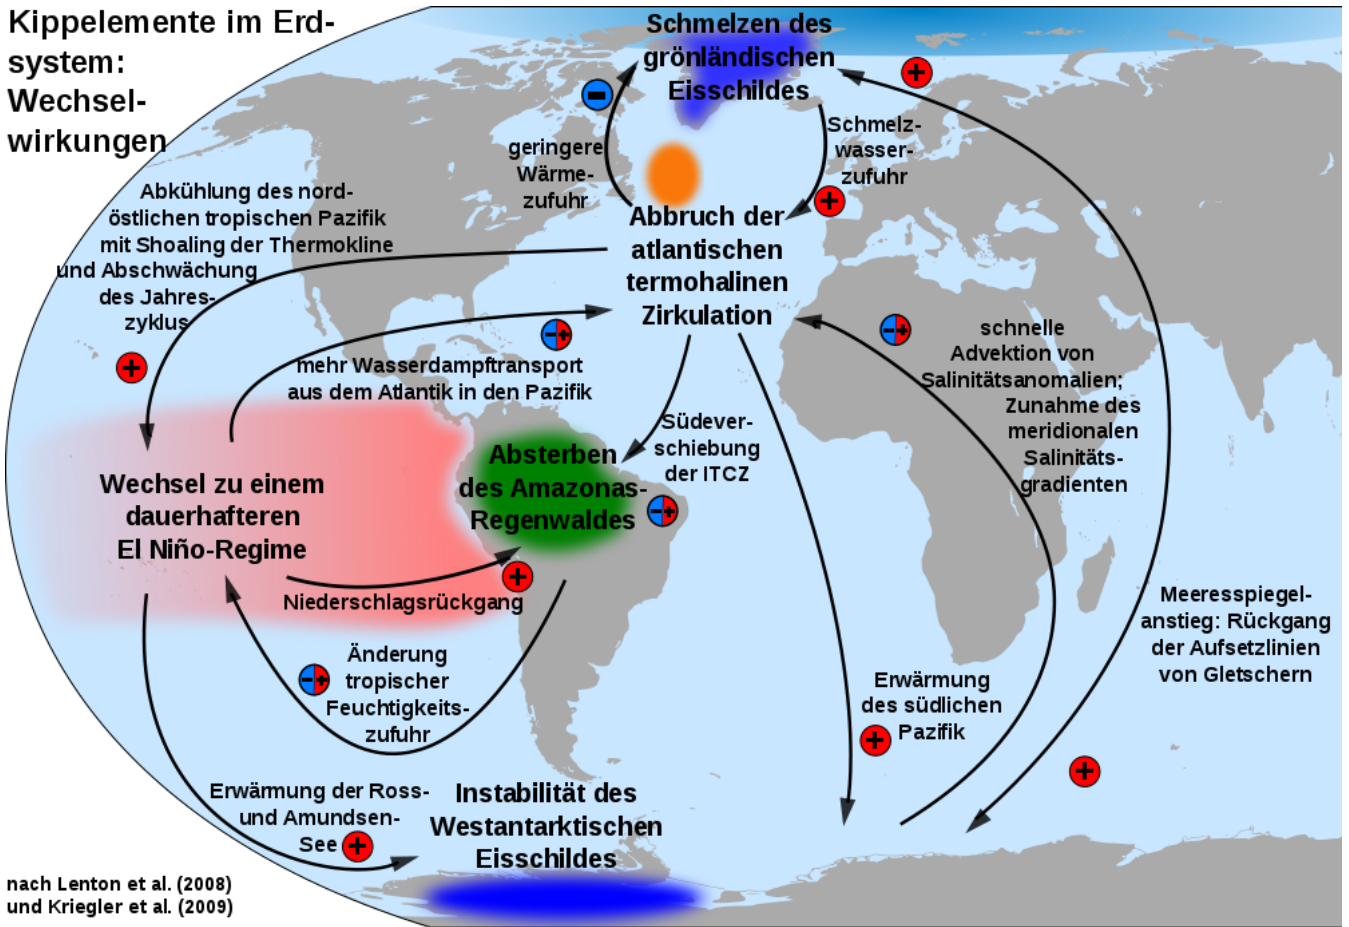 Kippelemente im Erd-
system:
Wechsel-
wirkungen
Schmelzen des
grönländischen
Eisschildes
+
−
geringere
Wärme-
zufuhr
Schmelz-
wasser-
zufuhr
+
Abkühlung des nord-
östlichen tropischen Pazifik
mit Shoaling der Thermokline
und Abschwächung
des Jahres-
zyklus
+
Abbruch der
atlantischen
termohalinen
Zirkulation
−+
mehr Wasserdampftransport
aus dem Atlantik in den Pazifik
−+
schnelle
Advektion von
Salinitätsanomalien;
Zunahme des
meridionalen
Salinitäts-
gradienten
Südever-
schiebung
der ITCZ
−+
Absterben
des Amazonas-
Regenwaldes
Wechsel zu einem
dauerhafteren
El Niño-Regime
+
Niederschlagsrückgang
−+
Änderung
tropischer
Feuchtigkeits-
zufuhr
Meeresspiegel-
anstieg: Rückgang
der Aufsetzlinien
von Gletschern
+
Erwärmung
des südlichen
Pazifik
+
Erwärmung der Ross-
und Amundsen-
See
+
Instabilität des
Westantarktischen
Eisschildes
nach Lenton et al. (2008)
und Kriegler et al. (2009)